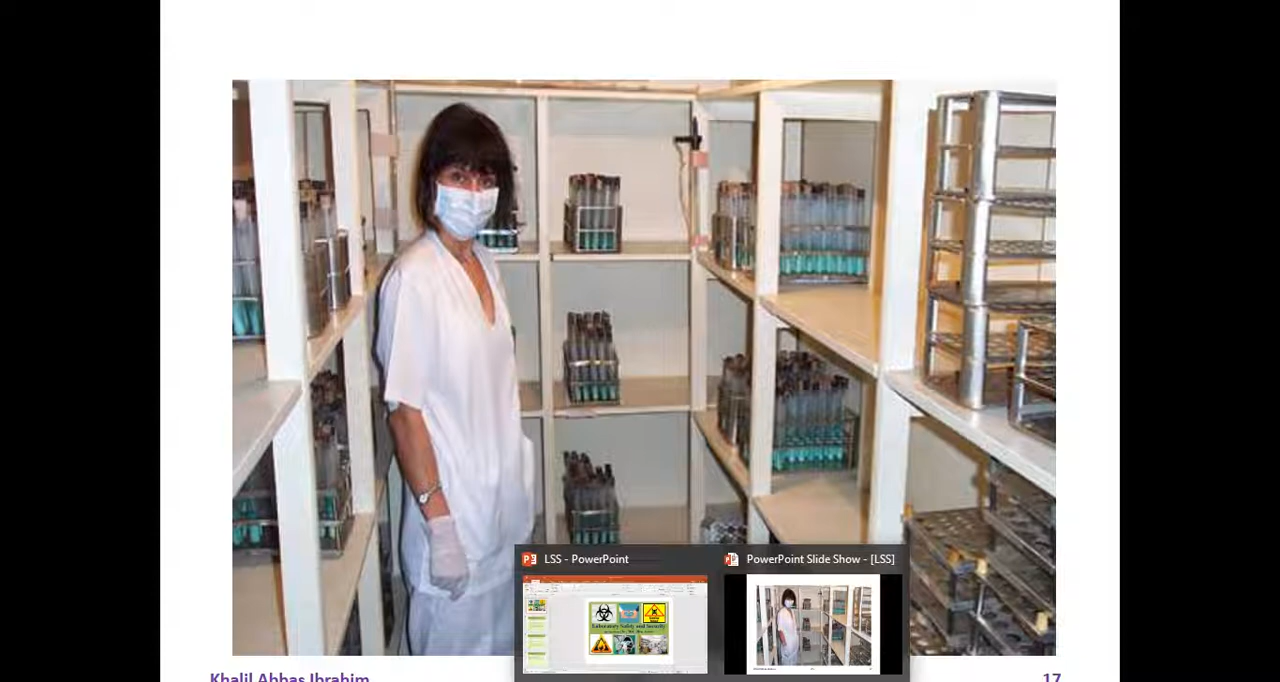 LSS - PowerPoint
PowerPoint Slide Show - [LSS]
Laboratory Safety and Security
Khalil Abbas Ibrahim
17